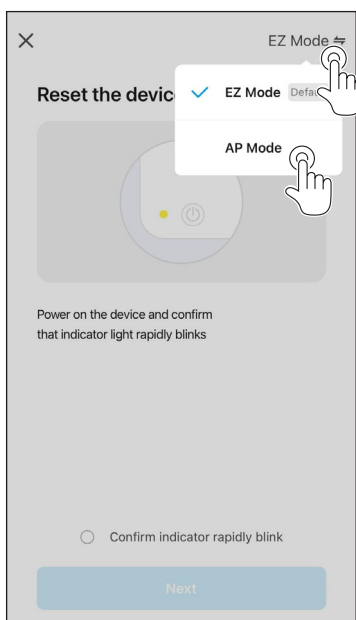 EZ Mode
Reset the devic
EZ Mode Defau
AP Mode
Power on the device and confirm
that indicator light rapidly blinks
Confirm indicator rapidly blink
Next